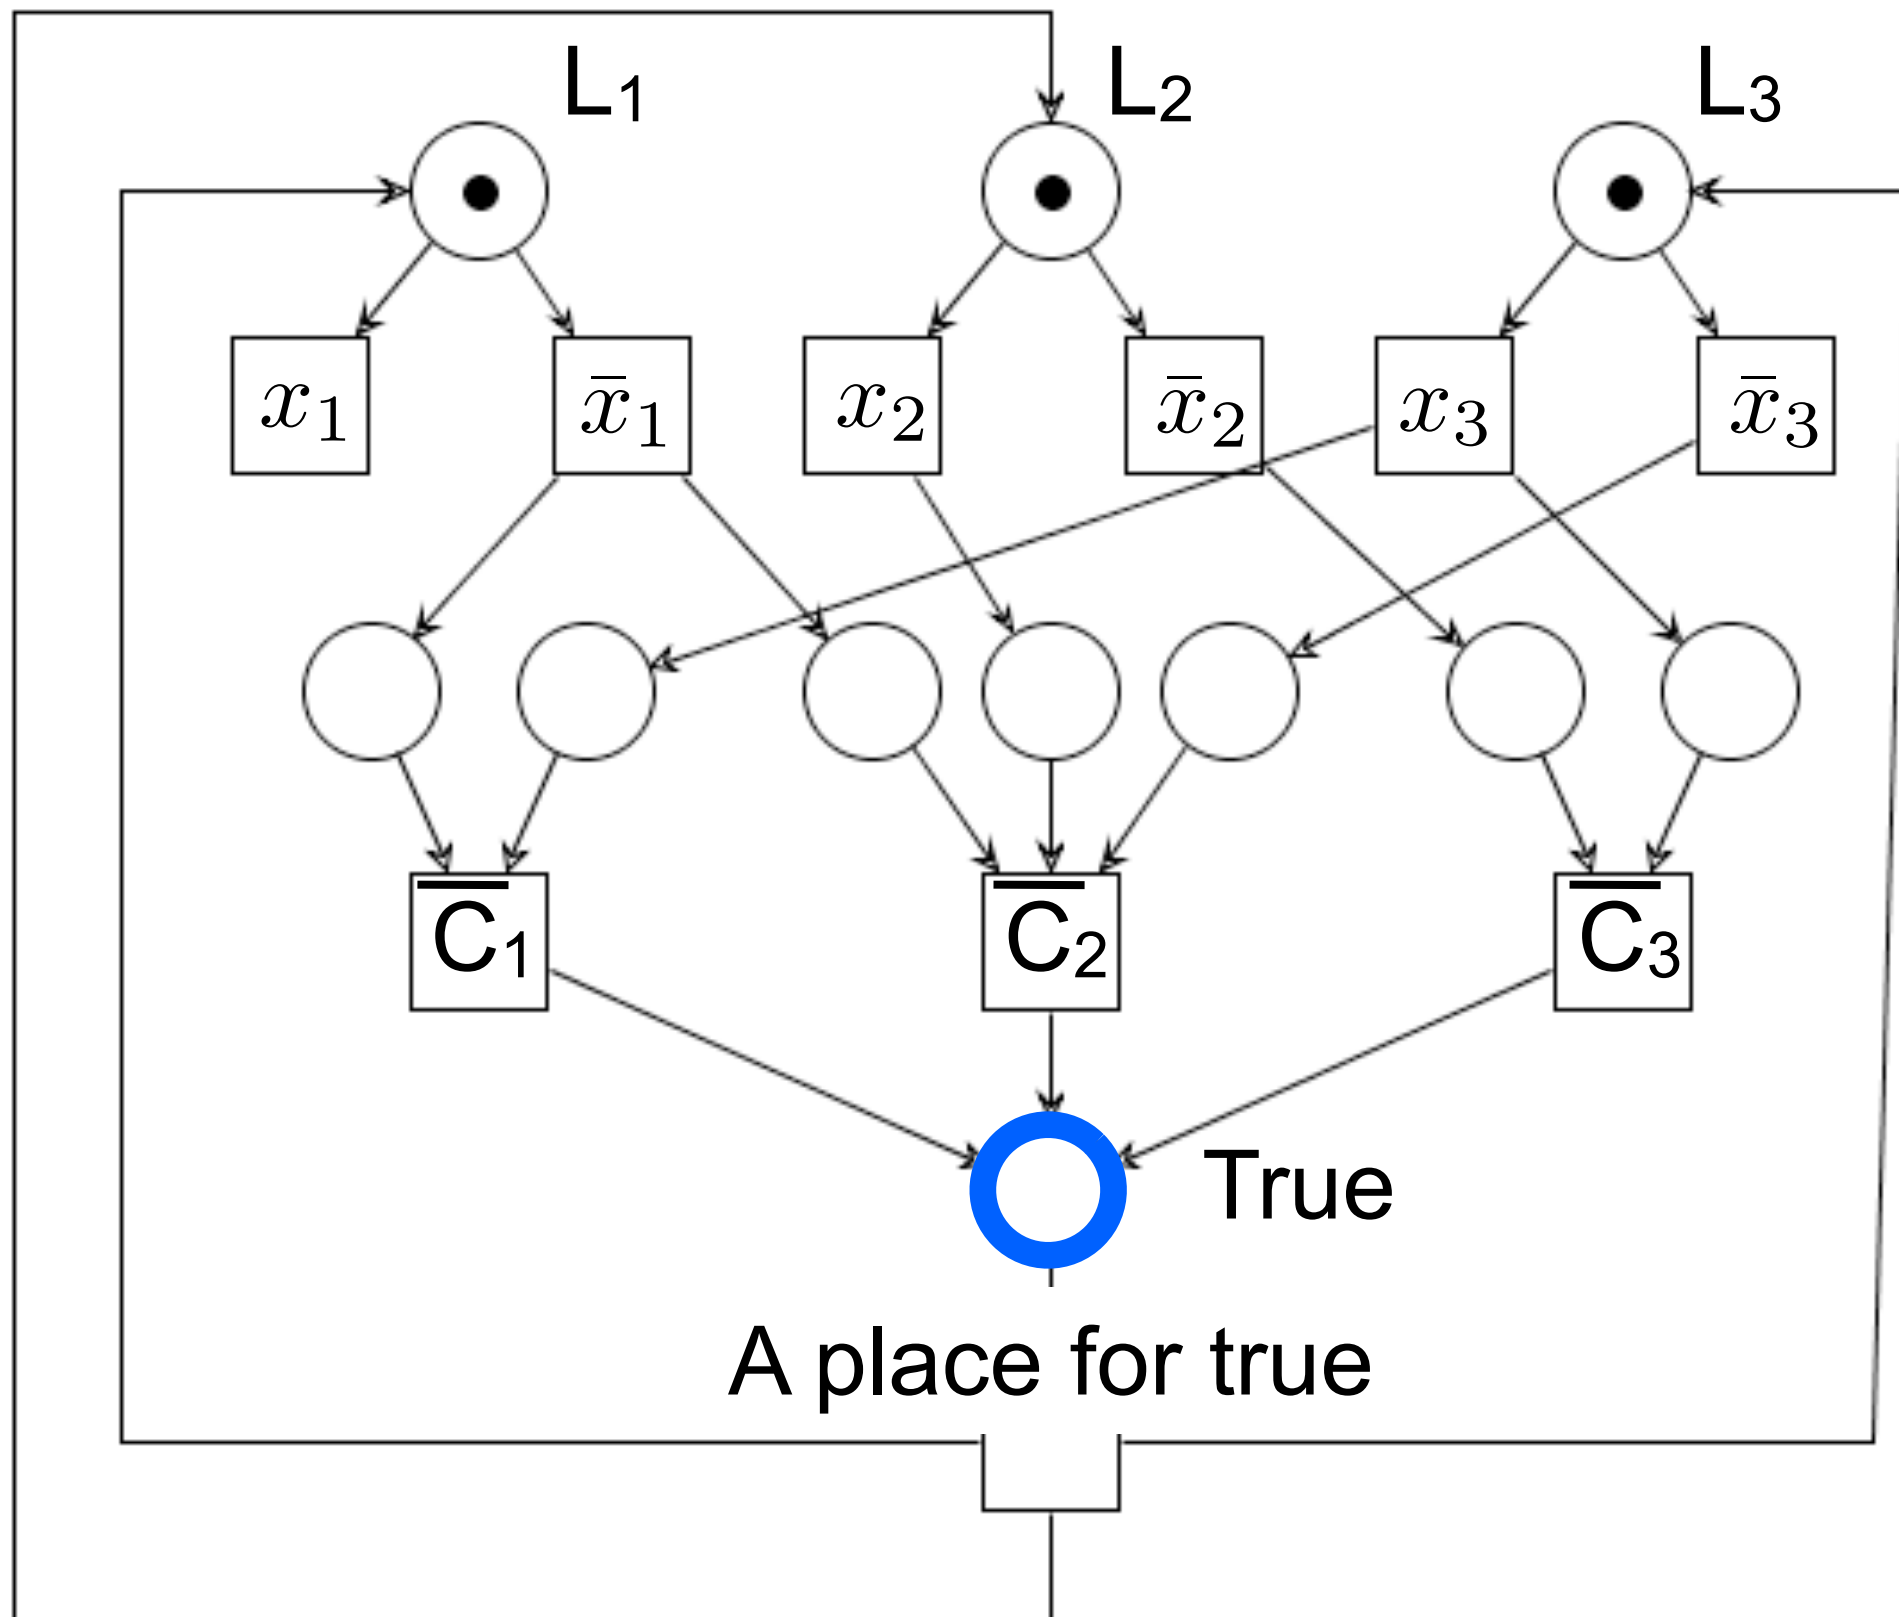 L₁ L₂ L₃
x₁ x̄₁ x₂ x̄₂ x₃ x̄₃
C̅₁ C̅₂ C̅₃
True
A place for true